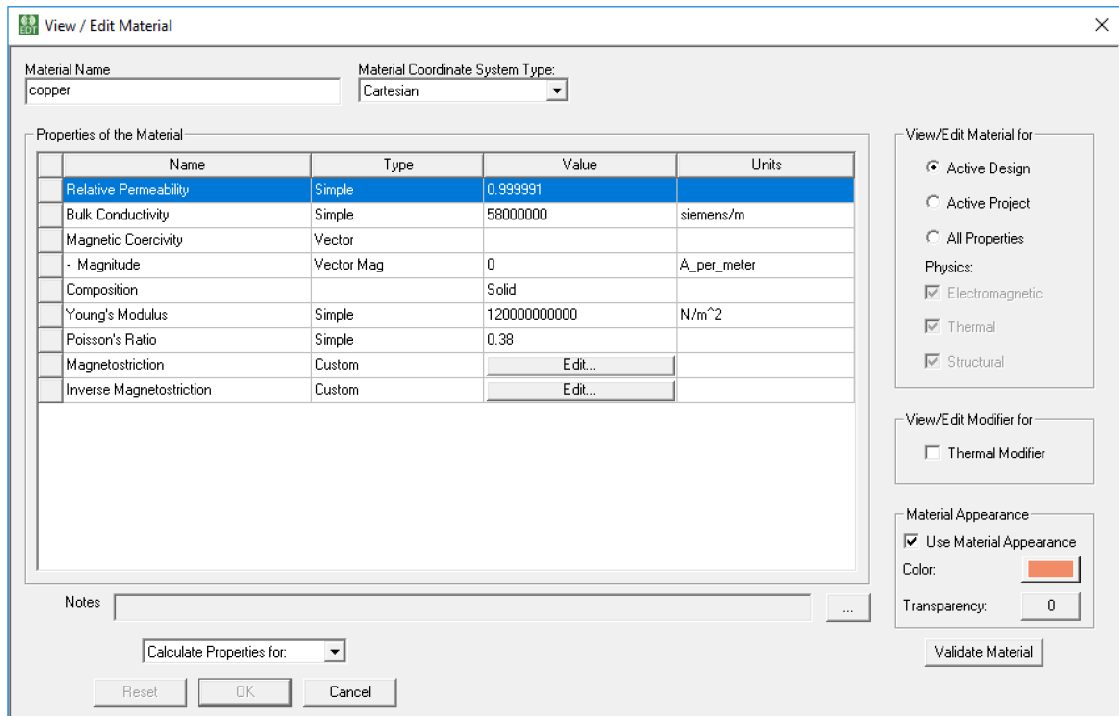 EDT View / Edit Material
Material Name
Material Coordinate System Type:
copper
Cartesian
Properties of the Material
Name Type Value Units
Relative Permeability Simple 0.999991
Bulk Conductivity Simple 58000000 siemens/m
Magnetic Coercivity Vector
- Magnitude Vector Mag 0 A_per_meter
Composition Solid
Young's Modulus Simple 120000000000 N/m^2
Poisson's Ratio Simple 0.38
Magnetostriction Custom Edit...
Inverse Magnetostriction Custom Edit...
View/Edit Material for
Active Design
Active Project
All Properties
Physics:
Electromagnetic
Thermal
Structural
View/Edit Modifier for
Thermal Modifier
Material Appearance
Use Material Appearance
Color:
Transparency: 0
Notes ...
Calculate Properties for:
Validate Material
Reset OK Cancel